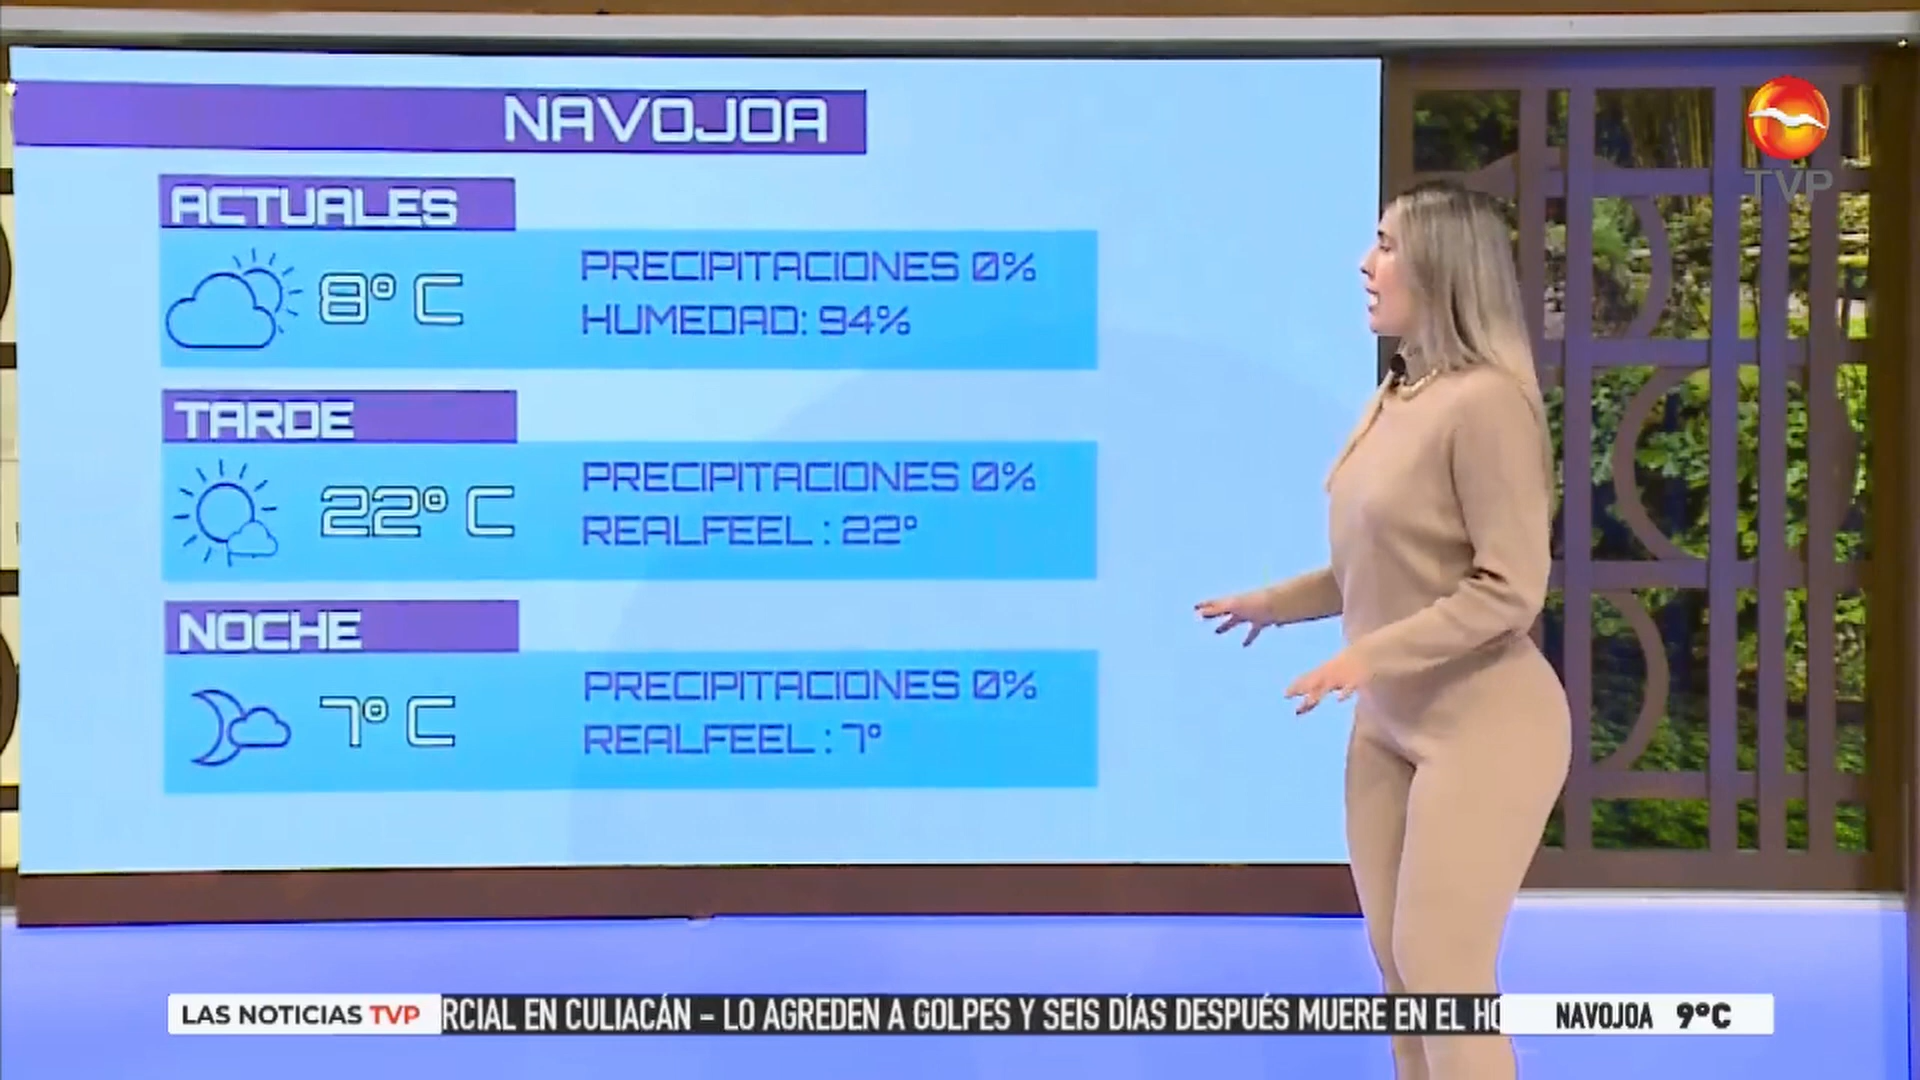 NAVOJOA
ACTUALES
8° C
PRECIPITACIONES 0%
HUMEDAD: 94%
TARDE
22° C
PRECIPITACIONES 0%
REALFEEL : 22°
NOCHE
7° C
PRECIPITACIONES 0%
REALFEEL : 7°
TVP
LAS NOTICIAS TVP
RCIAL EN CULIACÁN - LO AGREDEN A GOLPES Y SEIS DÍAS DESPUÉS MUERE EN EL HO
NAVOJOA 9°C